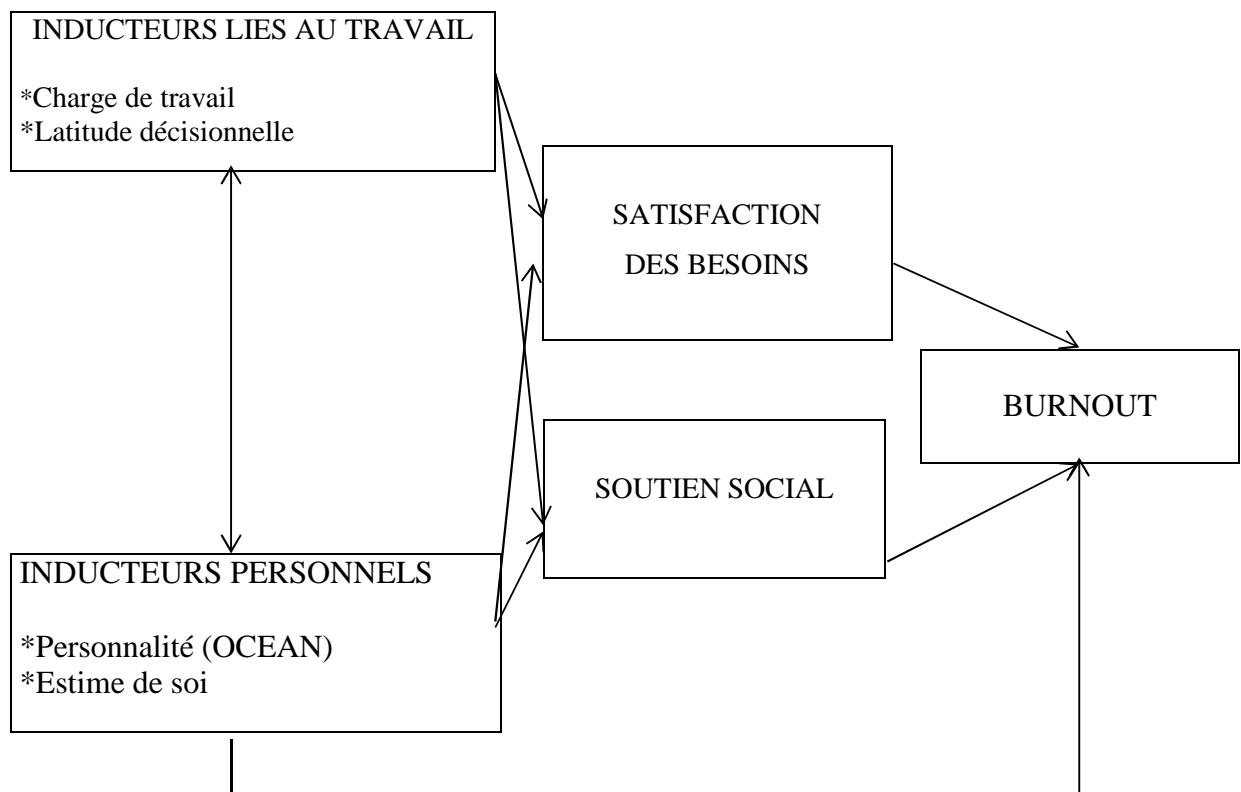 INDUCTEURS LIES AU TRAVAIL
*Charge de travail
*Latitude décisionnelle
SATISFACTION
DES BESOINS
BURNOUT
SOUTIEN SOCIAL
INDUCTEURS PERSONNELS
*Personnalité (OCEAN)
*Estime de soi